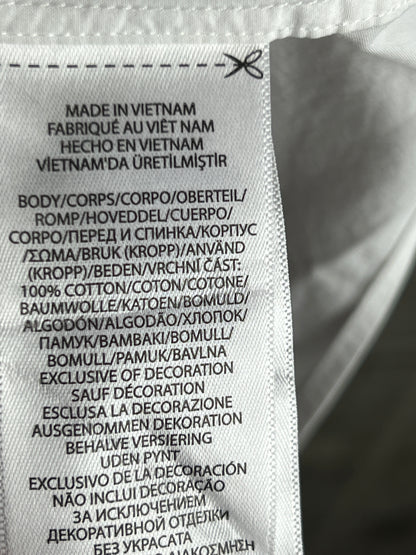 MADE IN VIETNAM
FABRIQUÉ AU VIÊT NAM
HECHO EN VIETNAM
VİETNAM'DA ÜRETİLMİŞTİR
BODY/CORPS/CORPO/OBERTEIL/
ROMP/HOVEDDEL/CUERPO/
CORPO/ПЕРЕД И СПИНКА/КОРПУС
/ΣΩΜΑ/BRUK (KROPP)/ANVÄND
(KROPP)/BEDEN/VRCHNÍ ČÁST:
100% COTTON/COTON/COTONE/
BAUMWOLLE/KATOEN/BOMULD/
ALGODÓN/ALGODÃO/ХЛОПОК/
ПАМУК/ΒΑΜΒΑΚΙ/BOMULL/
BOMULL/PAMUK/BAVLNA
EXCLUSIVE OF DECORATION
SAUF DÉCORATION
ESCLUSA LA DECORAZIONE
AUSGENOMMEN DEKORATION
BEHALVE VERSIERING
UDEN PYNT
EXCLUSIVO DE LA DECORACIÓN
NÃO INCLUI DECORAÇÃO
ЗА ИСКЛЮЧЕНИЕМ
ДЕКОРАТИВНОЙ ОТДЕЛКИ
БЕЗ УКРАСАТА
ΔΙΑΚΟΣΜΗΣΗ